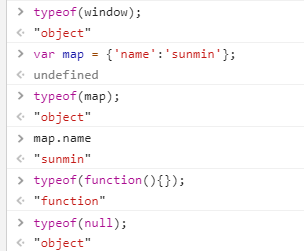 > typeof(window);
< "object"
> var map = {'name':'sunmin'};
< undefined
> typeof(map);
< "object"
> map.name
< "sunmin"
> typeof(function(){});
< "function"
> typeof(null);
< "object"